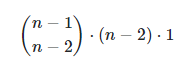 $\binom{n-1}{n-2} \cdot (n-2) \cdot 1$